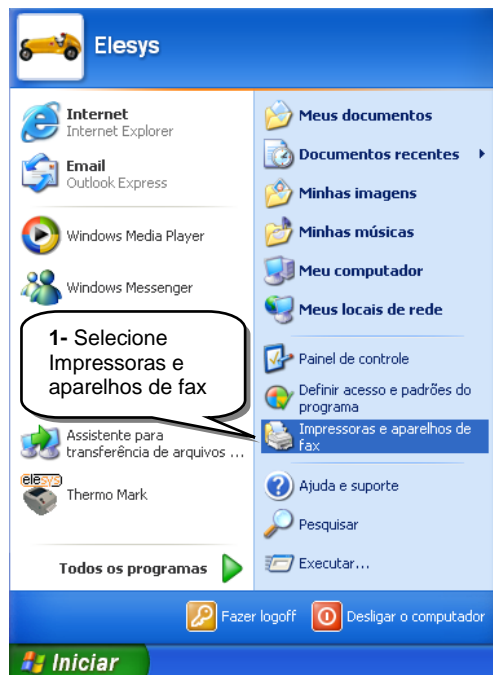 Elesys
Internet
Internet Explorer
Email
Outlook Express
Windows Media Player
Windows Messenger
1- Selecione
Impressoras e
aparelhos de fax
Assistente para
transferência de arquivos ...
elesys
Thermo Mark
Todos os programas
Meus documentos
Documentos recentes
Minhas imagens
Minhas músicas
Meu computador
Meus locais de rede
Painel de controle
Definir acesso e padrões do
programa
Impressoras e aparelhos de
fax
Ajuda e suporte
Pesquisar
Executar...
Fazer logoff
Desligar o computador
Iniciar